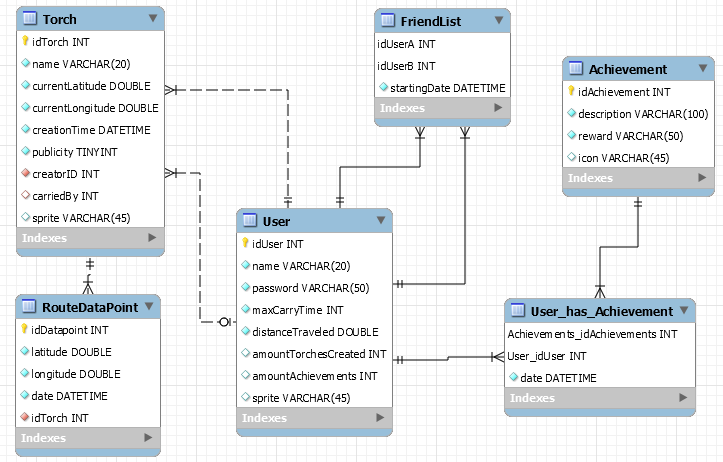 Torch
idTorch INT
name VARCHAR(20)
currentLatitude DOUBLE
currentLongitude DOUBLE
creationTime DATETIME
publicity TINYINT
creatorID INT
carriedBy INT
sprite VARCHAR(45)
Indexes
FriendList
idUserA INT
idUserB INT
startingDate DATETIME
Indexes
Achievement
idAchievement INT
description VARCHAR(100)
reward VARCHAR(50)
icon VARCHAR(45)
Indexes
User
idUser INT
name VARCHAR(20)
password VARCHAR(50)
maxCarryTime INT
distanceTraveled DOUBLE
amountTorchesCreated INT
amountAchievements INT
sprite VARCHAR(45)
Indexes
RouteDataPoint
idDatapoint INT
latitude DOUBLE
longitude DOUBLE
date DATETIME
idTorch INT
Indexes
User_has_Achievement
Achievements_idAchievements INT
User_idUser INT
date DATETIME
Indexes